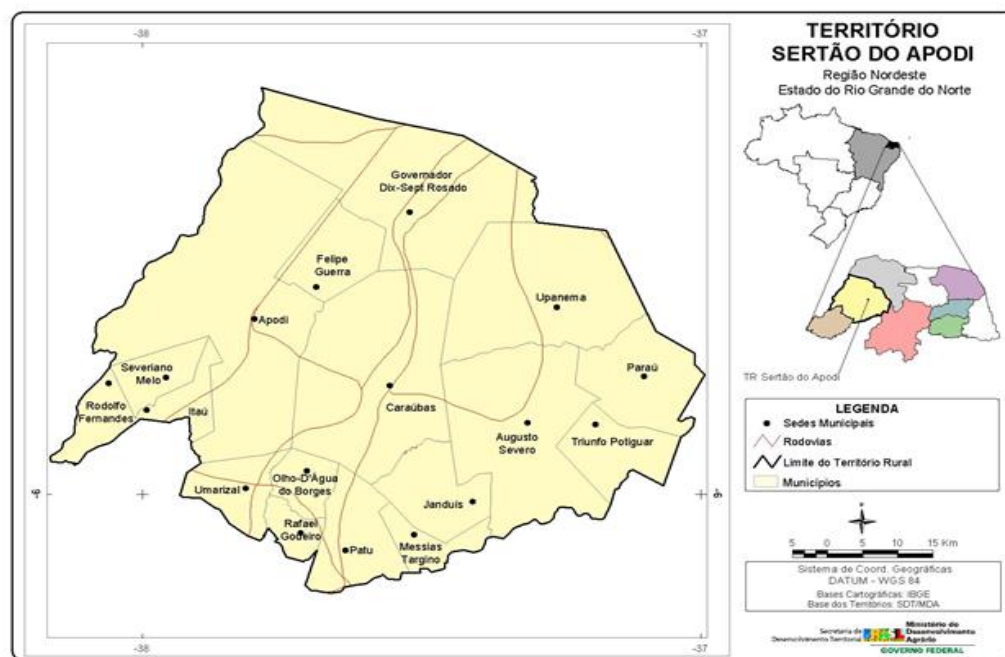 -38
-37
Governador
Dix-Sept Rosado
Felipe
Guerra
Upanema
Apodi
Severiano
Melo
Paraú
Rodolfo
Fernandes
Itaú
Caraúbas
Augusto
Severo
Triunfo Potiguar
Olho-D'Água
do Borges
Umarizal
Janduís
Rafael
Godeiro
Patu
Messias
Targino
-6
-6
-38
-37
TERRITÓRIO
SERTÃO DO APODI
Região Nordeste
Estado do Rio Grande do Norte
TR Sertão do Apodi
LEGENDA
Sedes Municipais
Rodovias
Limite do Território Rural
Municípios
5 0 5 10 15 Km
Sistema de Coord. Geográficas
DATUM - WGS 84
Bases Cartográficas: IBGE
Base dos Territórios: SDT/MDA
Secretaria de
Desenvolvimento Territorial
Ministério do
Desenvolvimento
Agrário
GOVERNO FEDERAL